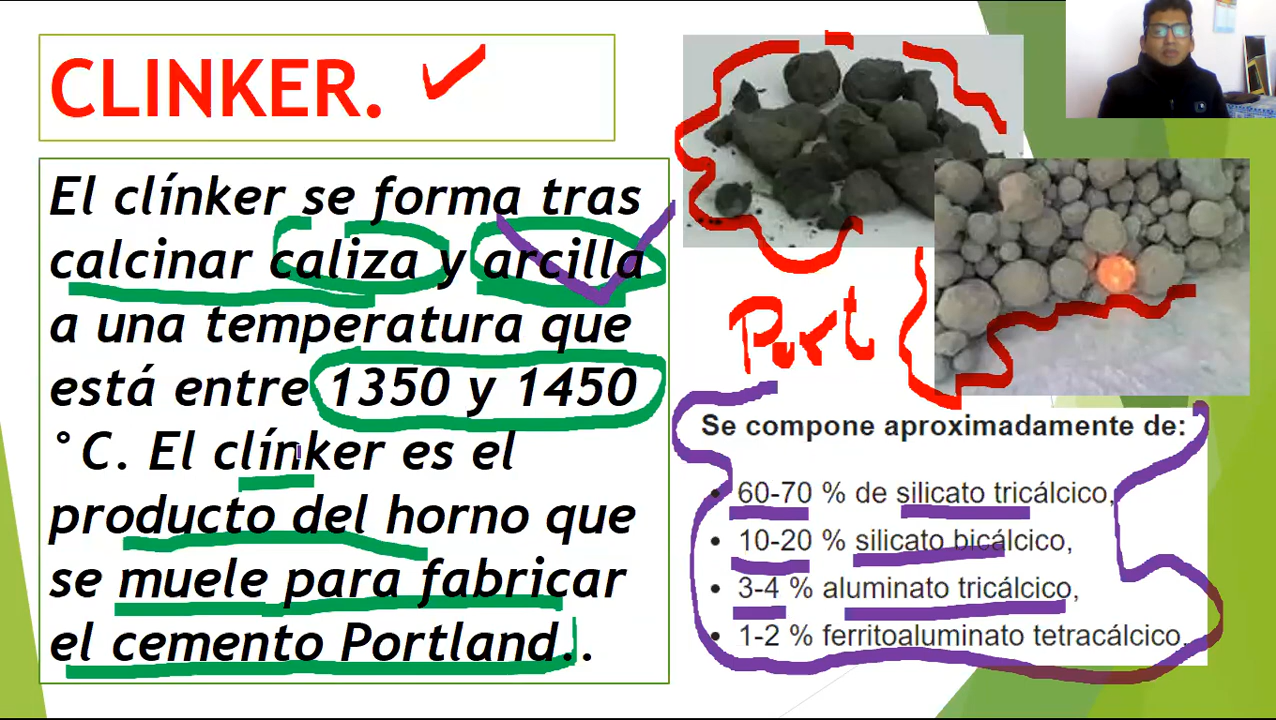 CLINKER.
El clínker se forma tras
calcinar caliza y arcilla
a una temperatura que
está entre 1350 y 1450
° C. El clínker es el
producto del horno que
se muele para fabricar
el cemento Portland..
Port
Se compone aproximadamente de:
• 60-70 % de silicato tricálcico,
• 10-20 % silicato bicálcico,
• 3-4 % aluminato tricálcico,
• 1-2 % ferritoaluminato tetracálcico.